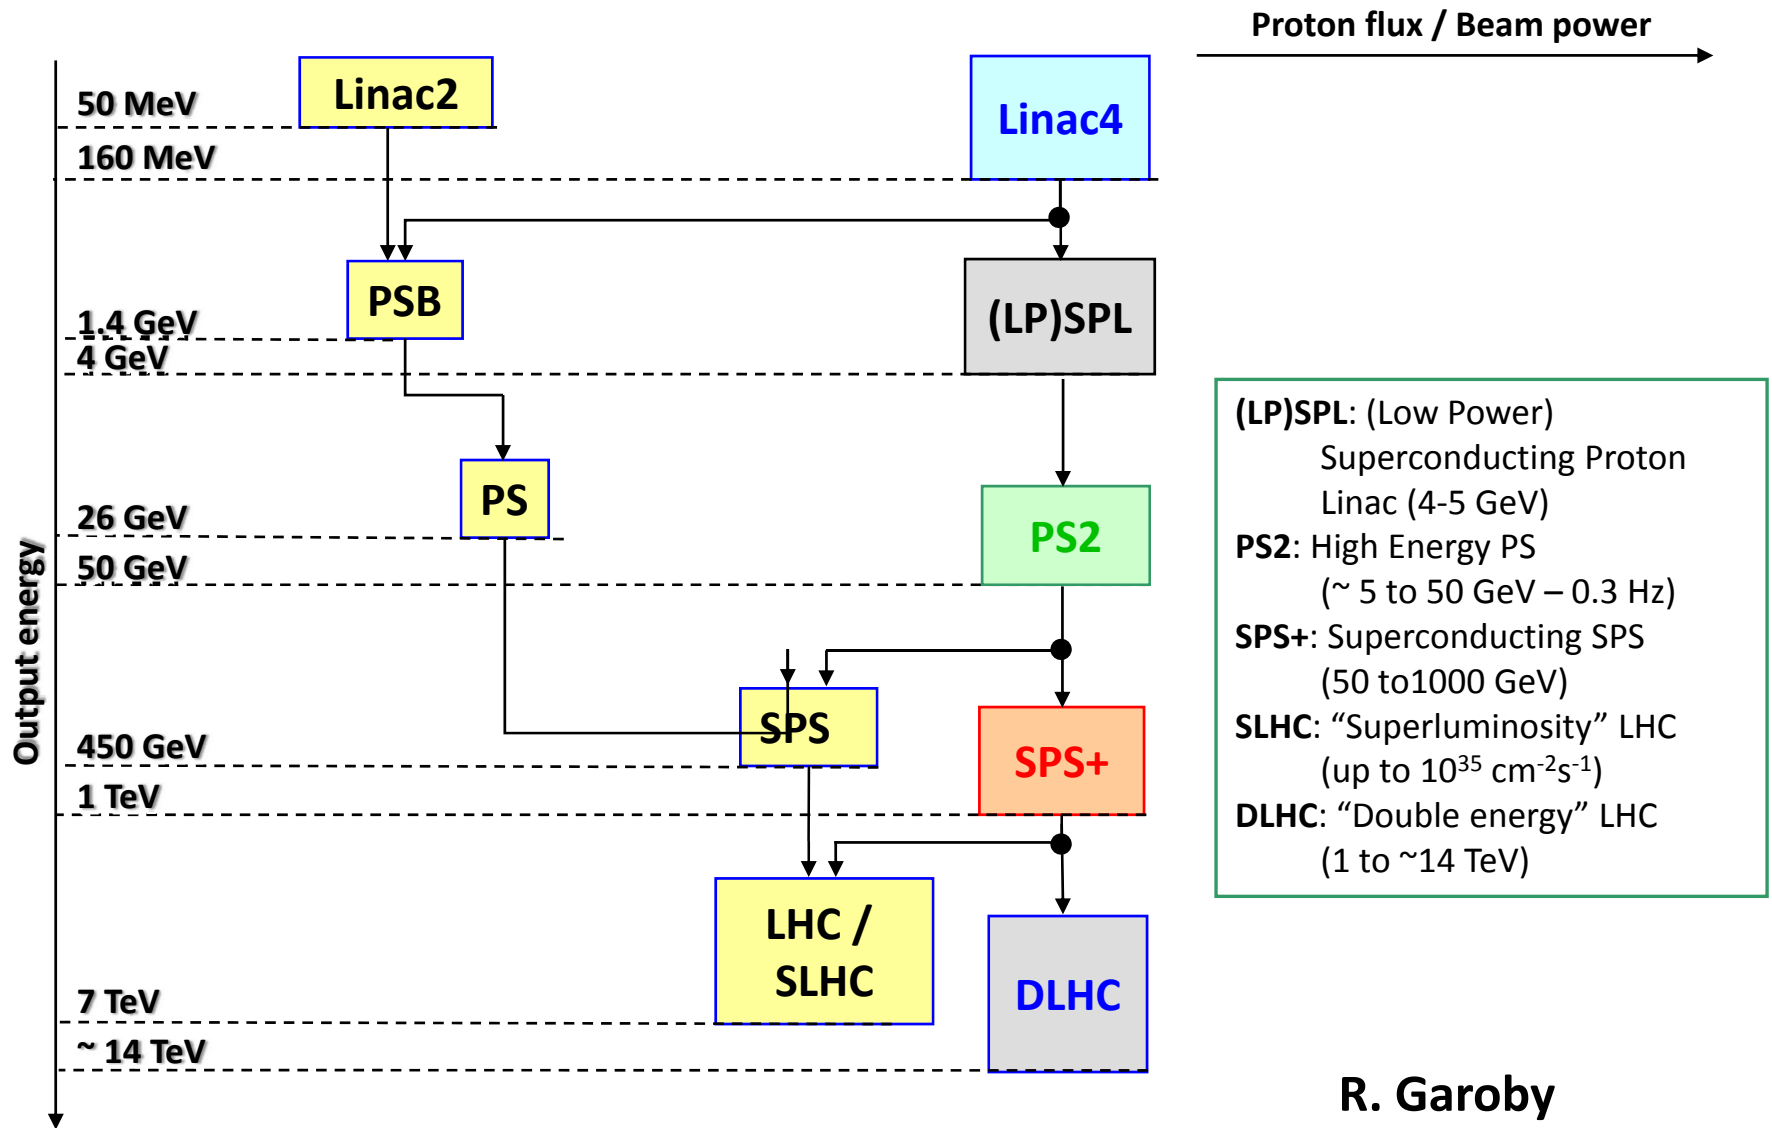 Proton flux / Beam power
Linac2
Linac4
50 MeV
160 MeV
PSB
(LP)SPL
1.4 GeV
4 GeV
PS
PS2
26 GeV
50 GeV
Output energy
SPS
SPS+
450 GeV
1 TeV
LHC /
SLHC
DLHC
7 TeV
~ 14 TeV
(LP)SPL: (Low Power)
Superconducting Proton
Linac (4-5 GeV)
PS2: High Energy PS
(~ 5 to 50 GeV – 0.3 Hz)
SPS+: Superconducting SPS
(50 to1000 GeV)
SLHC: “Superluminosity” LHC
(up to 10³⁵ cm⁻²s⁻¹)
DLHC: “Double energy” LHC
(1 to ~14 TeV)
R. Garoby